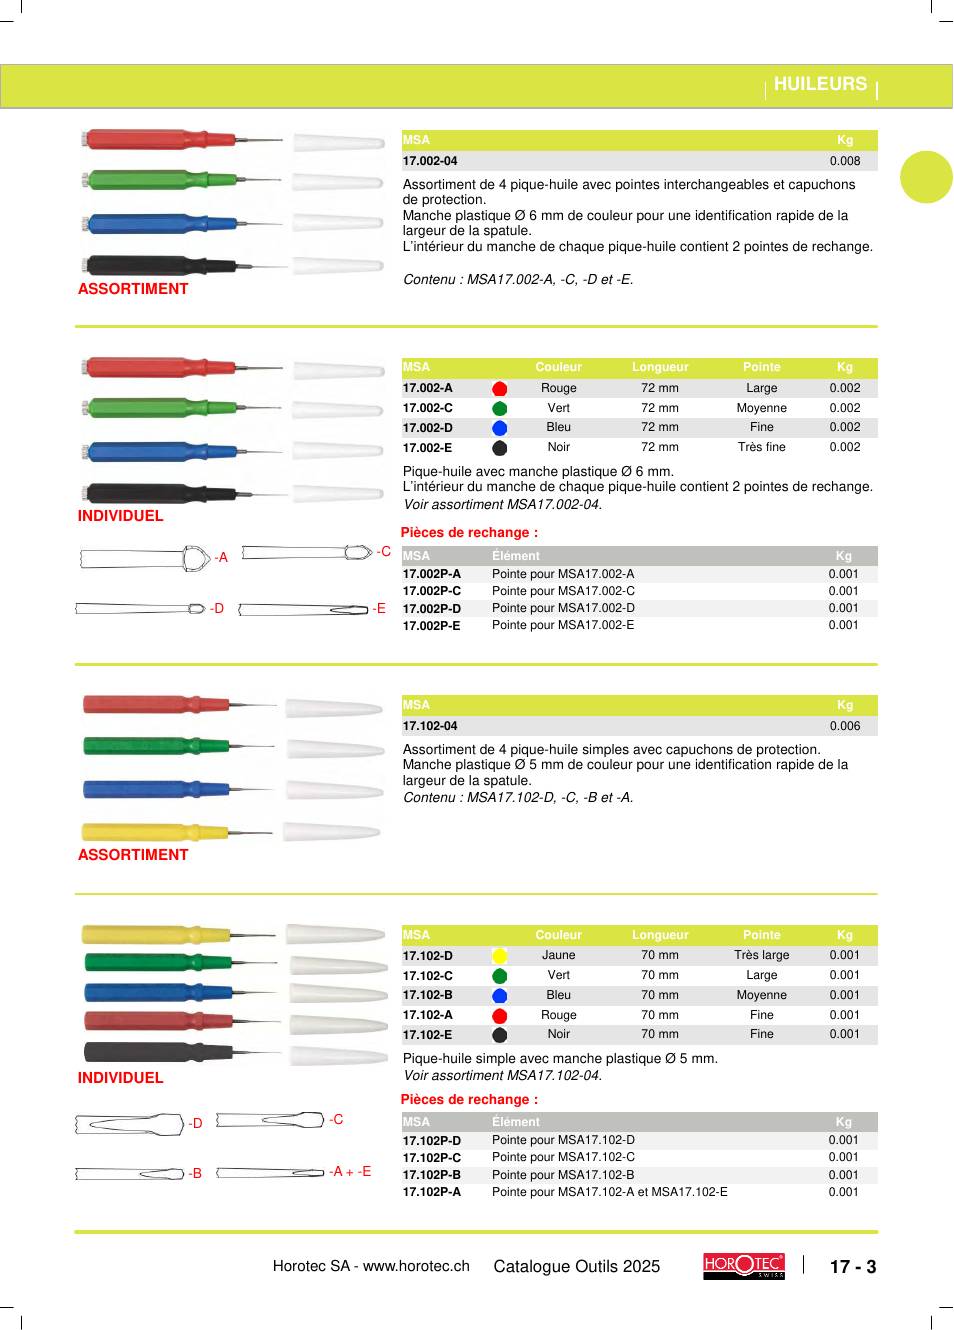 HUILEURS
MSA Kg
17.002-04 0.008
Assortiment de 4 pique-huile avec pointes interchangeables et capuchons
de protection.
Manche plastique Ø 6 mm de couleur pour une identification rapide de la
largeur de la spatule.
L'intérieur du manche de chaque pique-huile contient 2 pointes de rechange.
Contenu : MSA17.002-A, -C, -D et -E.
ASSORTIMENT
MSA Couleur Longueur Pointe Kg
17.002-A Rouge 72 mm Large 0.002
17.002-C Vert 72 mm Moyenne 0.002
17.002-D Bleu 72 mm Fine 0.002
17.002-E Noir 72 mm Très fine 0.002
Pique-huile avec manche plastique Ø 6 mm.
L'intérieur du manche de chaque pique-huile contient 2 pointes de rechange.
Voir assortiment MSA17.002-04.
INDIVIDUEL
-A
-C
-D
-E
Pièces de rechange :
MSA Élément Kg
17.002P-A Pointe pour MSA17.002-A 0.001
17.002P-C Pointe pour MSA17.002-C 0.001
17.002P-D Pointe pour MSA17.002-D 0.001
17.002P-E Pointe pour MSA17.002-E 0.001
MSA Kg
17.102-04 0.006
Assortiment de 4 pique-huile simples avec capuchons de protection.
Manche plastique Ø 5 mm de couleur pour une identification rapide de la
largeur de la spatule.
Contenu : MSA17.102-D, -C, -B et -A.
ASSORTIMENT
MSA Couleur Longueur Pointe Kg
17.102-D Jaune 70 mm Très large 0.001
17.102-C Vert 70 mm Large 0.001
17.102-B Bleu 70 mm Moyenne 0.001
17.102-A Rouge 70 mm Fine 0.001
17.102-E Noir 70 mm Fine 0.001
Pique-huile simple avec manche plastique Ø 5 mm.
Voir assortiment MSA17.102-04.
INDIVIDUEL
-D
-C
-B
-A + -E
Pièces de rechange :
MSA Élément Kg
17.102P-D Pointe pour MSA17.102-D 0.001
17.102P-C Pointe pour MSA17.102-C 0.001
17.102P-B Pointe pour MSA17.102-B 0.001
17.102P-A Pointe pour MSA17.102-A et MSA17.102-E 0.001
Horotec SA - www.horotec.ch Catalogue Outils 2025 HOROTEC® SWISS 17 - 3